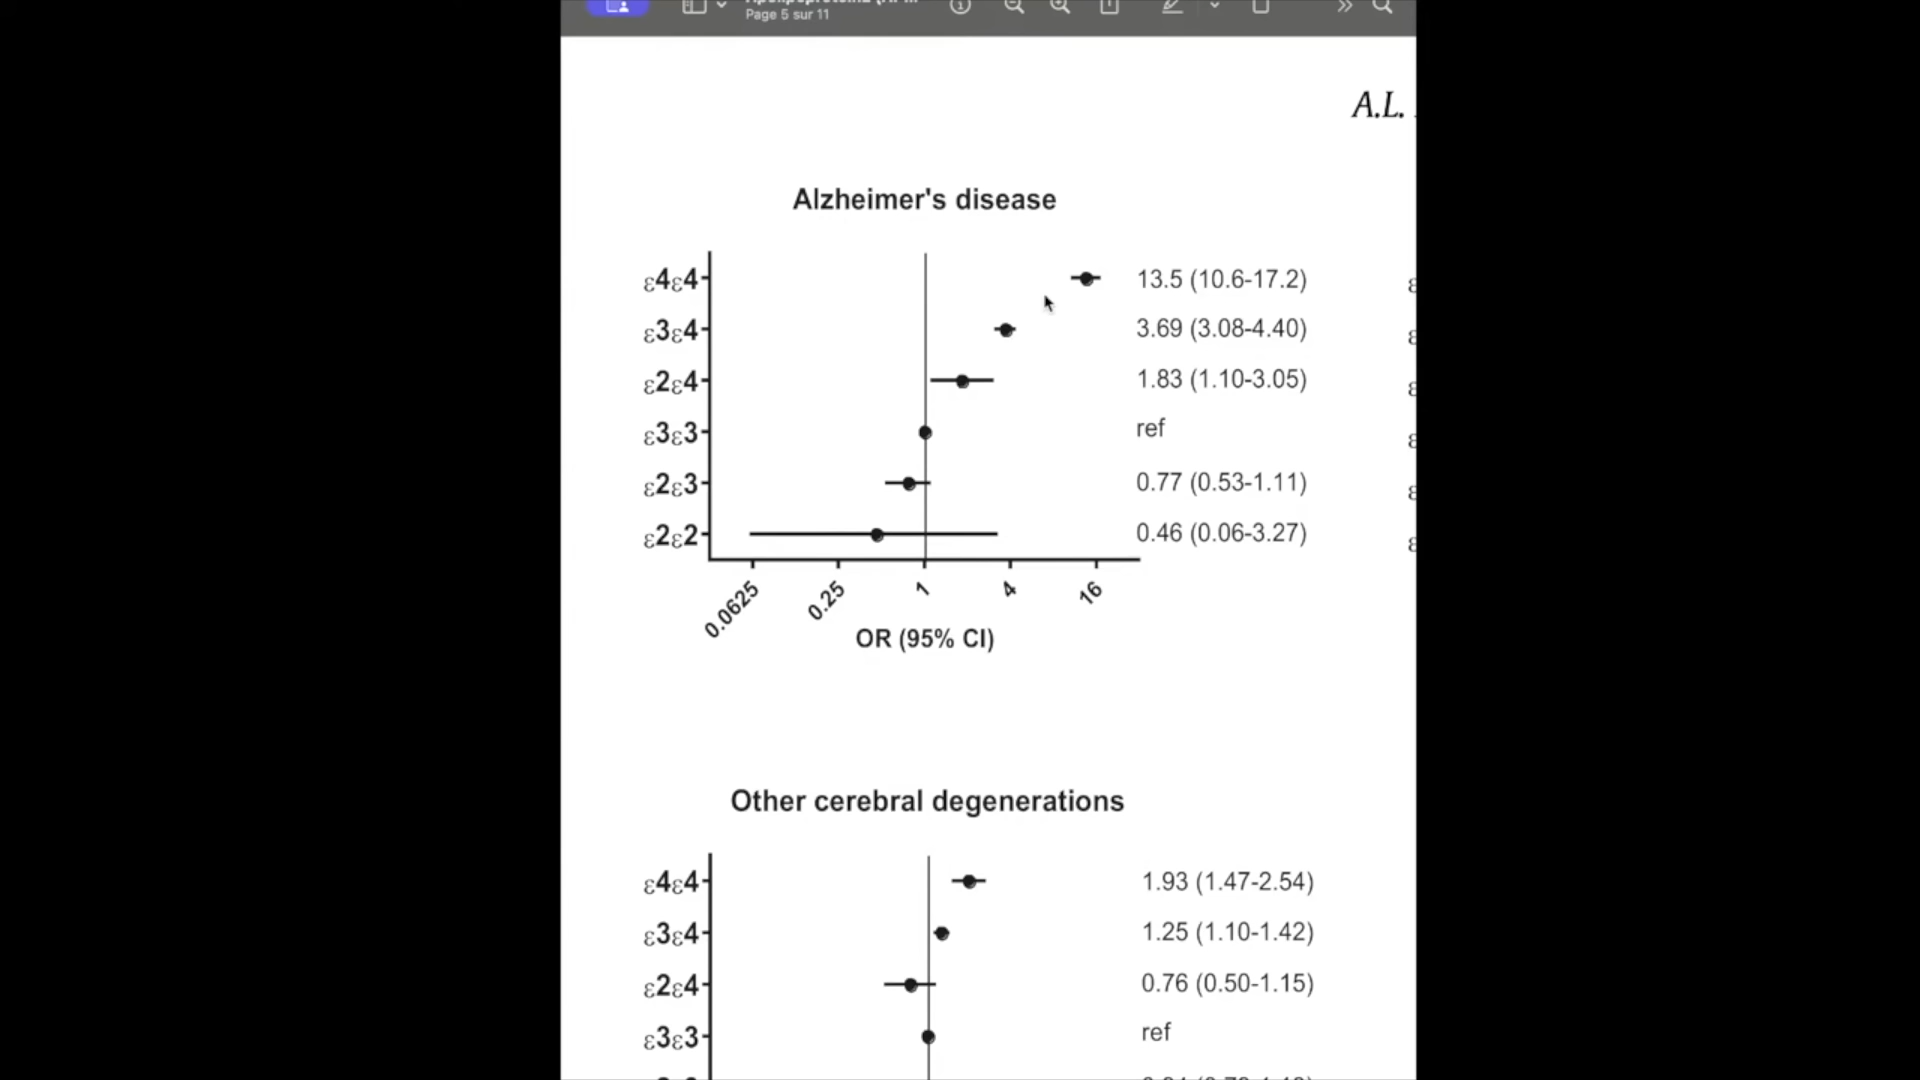 Page 5 sur 11
A.L.
Alzheimer's disease
ε4ε4 13.5 (10.6-17.2)
ε3ε4 3.69 (3.08-4.40)
ε2ε4 1.83 (1.10-3.05)
ε3ε3 ref
ε2ε3 0.77 (0.53-1.11)
ε2ε2 0.46 (0.06-3.27)
0.0625 0.25 1 4 16
OR (95% CI)
Other cerebral degenerations
ε4ε4 1.93 (1.47-2.54)
ε3ε4 1.25 (1.10-1.42)
ε2ε4 0.76 (0.50-1.15)
ε3ε3 ref